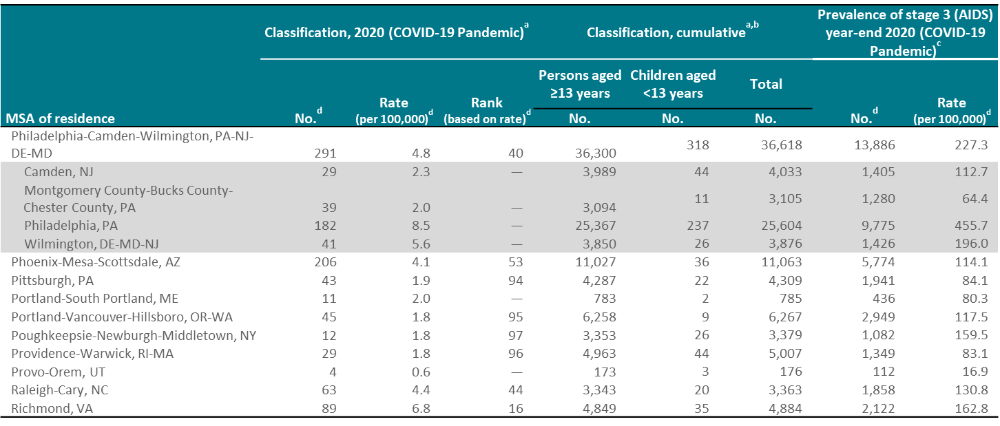 Classification, 2020 (COVID-19 Pandemic)a
Classification, cumulativea,b
Prevalence of stage 3 (AIDS)
year-end 2020 (COVID-19
Pandemic)c
Persons aged
≥13 years
Children aged
<13 years
Total
MSA of residence
No.d
Rate
(per 100,000)d
Rank
(based on rate)d
No.
No.
No.
No.d
Rate
(per 100,000)d
Philadelphia-Camden-Wilmington, PA-NJ-
DE-MD 291 4.8 40 36,300 318 36,618 13,886 227.3
Camden, NJ 29 2.3 — 3,989 44 4,033 1,405 112.7
Montgomery County-Bucks County-
Chester County, PA 39 2.0 — 3,094 11 3,105 1,280 64.4
Philadelphia, PA 182 8.5 — 25,367 237 25,604 9,775 455.7
Wilmington, DE-MD-NJ 41 5.6 — 3,850 26 3,876 1,426 196.0
Phoenix-Mesa-Scottsdale, AZ 206 4.1 53 11,027 36 11,063 5,774 114.1
Pittsburgh, PA 43 1.9 94 4,287 22 4,309 1,941 84.1
Portland-South Portland, ME 11 2.0 — 783 2 785 436 80.3
Portland-Vancouver-Hillsboro, OR-WA 45 1.8 95 6,258 9 6,267 2,949 117.5
Poughkeepsie-Newburgh-Middletown, NY 12 1.8 97 3,353 26 3,379 1,082 159.5
Providence-Warwick, RI-MA 29 1.8 96 4,963 44 5,007 1,349 83.1
Provo-Orem, UT 4 0.6 — 173 3 176 112 16.9
Raleigh-Cary, NC 63 4.4 44 3,343 20 3,363 1,858 130.8
Richmond, VA 89 6.8 16 4,849 35 4,884 2,122 162.8